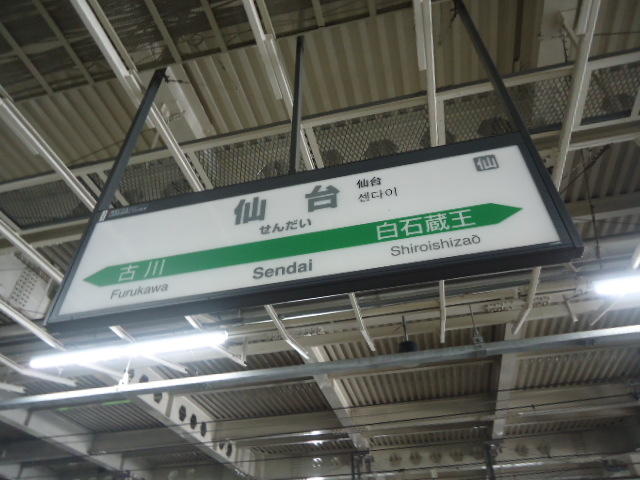 仙台
仙台
센다이
仙
せんだい
古川
白石蔵王
Furukawa
Sendai
Shiroishizaō